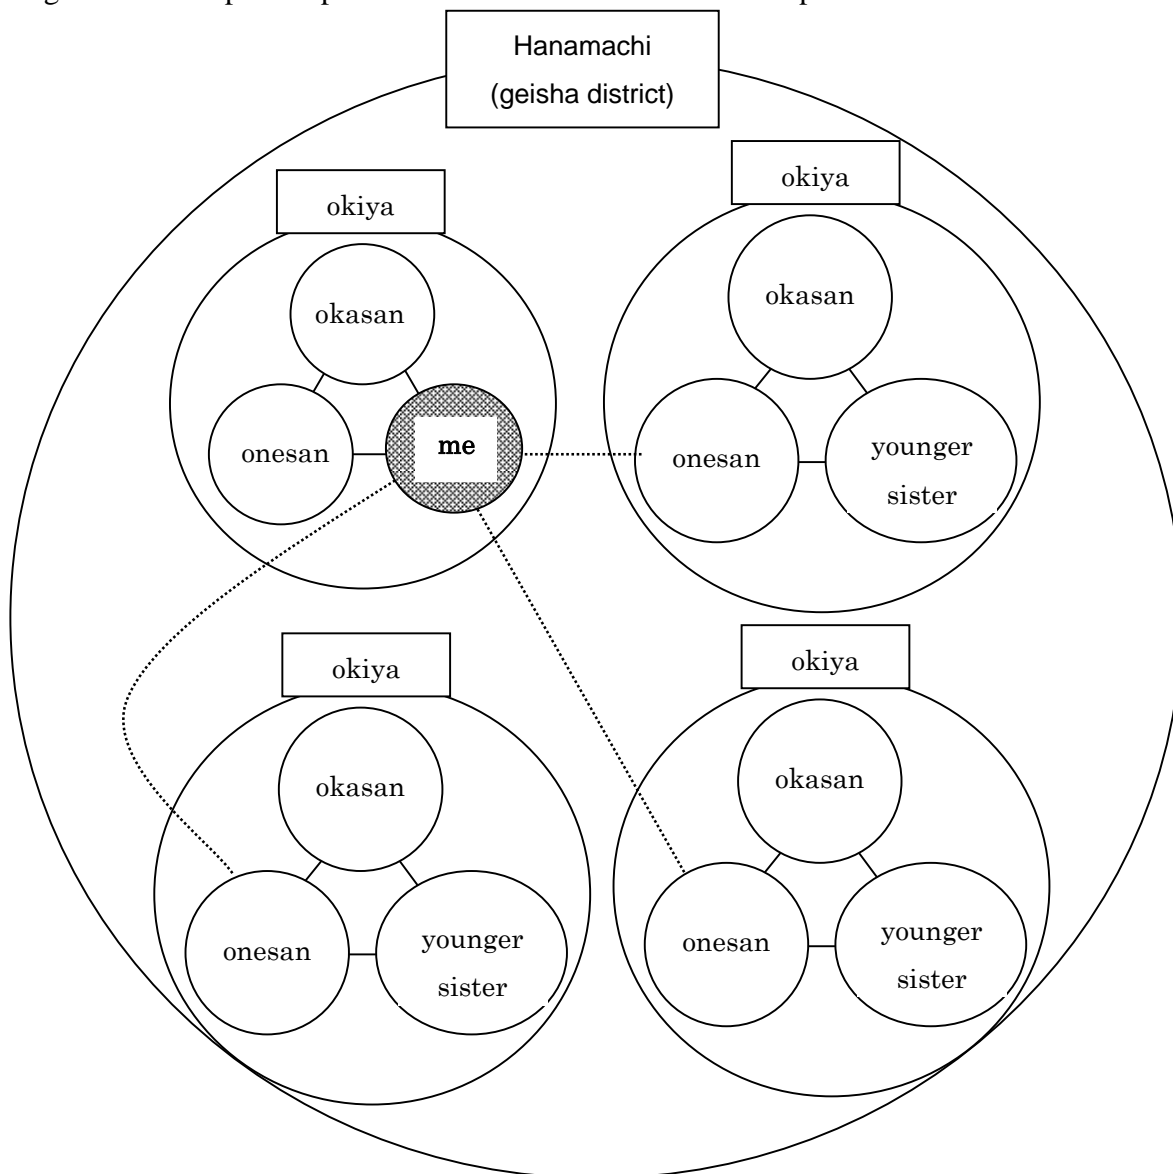 Hanamachi
(geisha district)
okiya
okasan
onesan
me
okiya
okasan
onesan
younger
sister
okiya
okasan
onesan
younger
sister
okiya
okasan
onesan
younger
sister